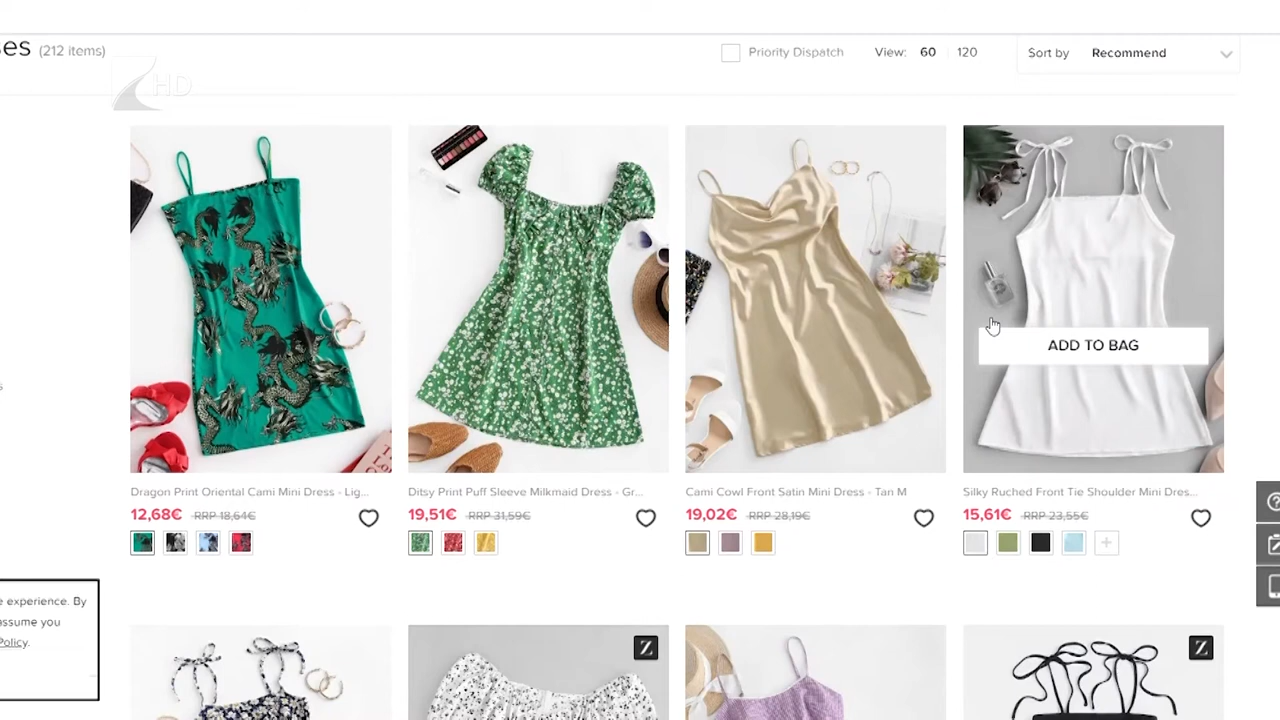 ses (212 items)
Priority Dispatch
View: 60 120
Sort by Recommend
HD
ADD TO BAG
Dragon Print Oriental Cami Mini Dress - Lig...
Ditsy Print Puff Sleeve Milkmaid Dress - Gr...
Cami Cowl Front Satin Mini Dress - Tan M
Silky Ruched Front Tie Shoulder Mini Dres...
12,68€ RRP 18,64€
19,51€ RRP 31,59€
19,02€ RRP 28,19€
15,61€ RRP 23,55€
s
e experience. By
assume you
Policy.
Z
Z